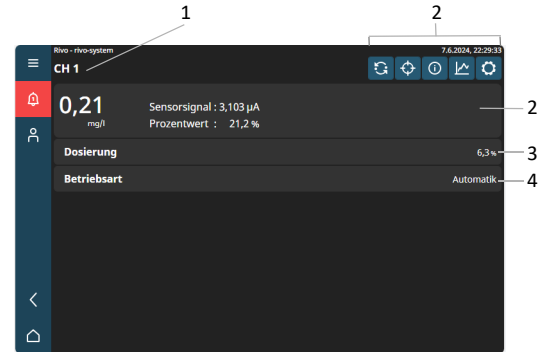 1
2
Rivo - rivo-system
7.6.2024, 22:29:33
CH 1
0,21
mg/l
Sensorsignal : 3,103 µA
Prozentwert : 21,2 %
2
Dosierung
6,3 %
3
Betriebsart
Automatik
4